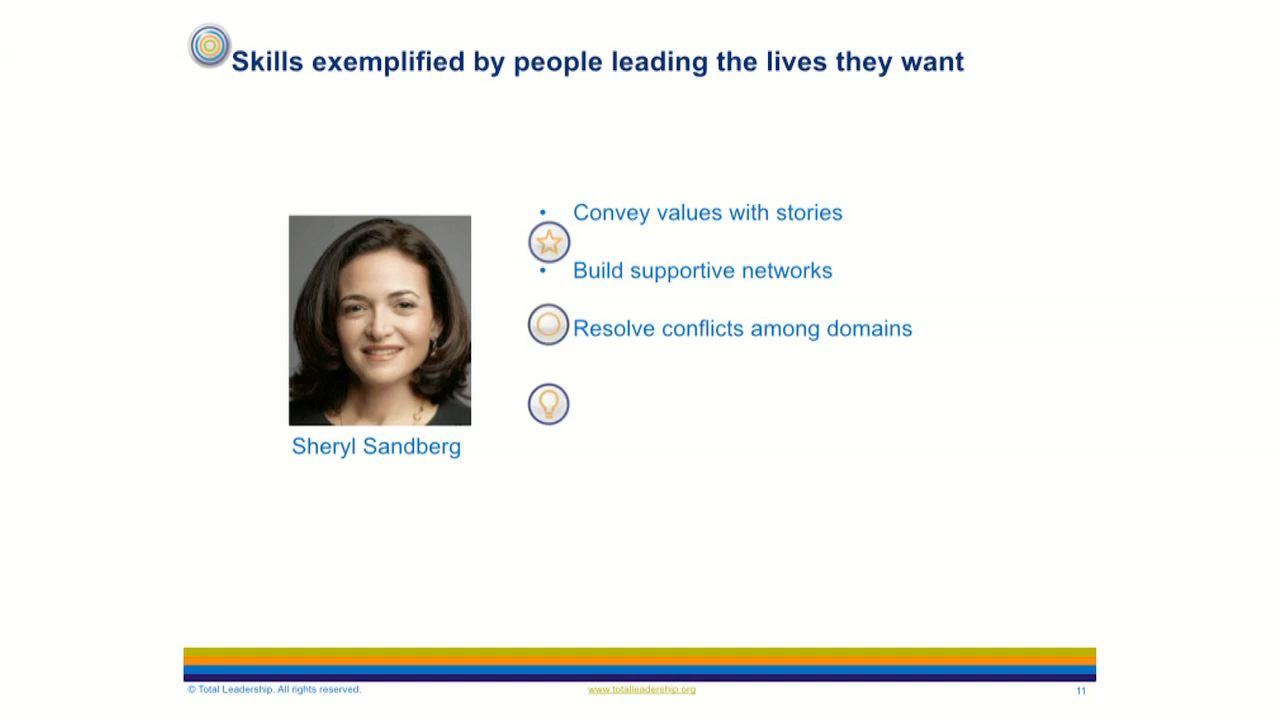 Skills exemplified by people leading the lives they want
• Convey values with stories
• Build supportive networks
Resolve conflicts among domains
Sheryl Sandberg
© Total Leadership. All rights reserved.
www.totalleadership.org
11